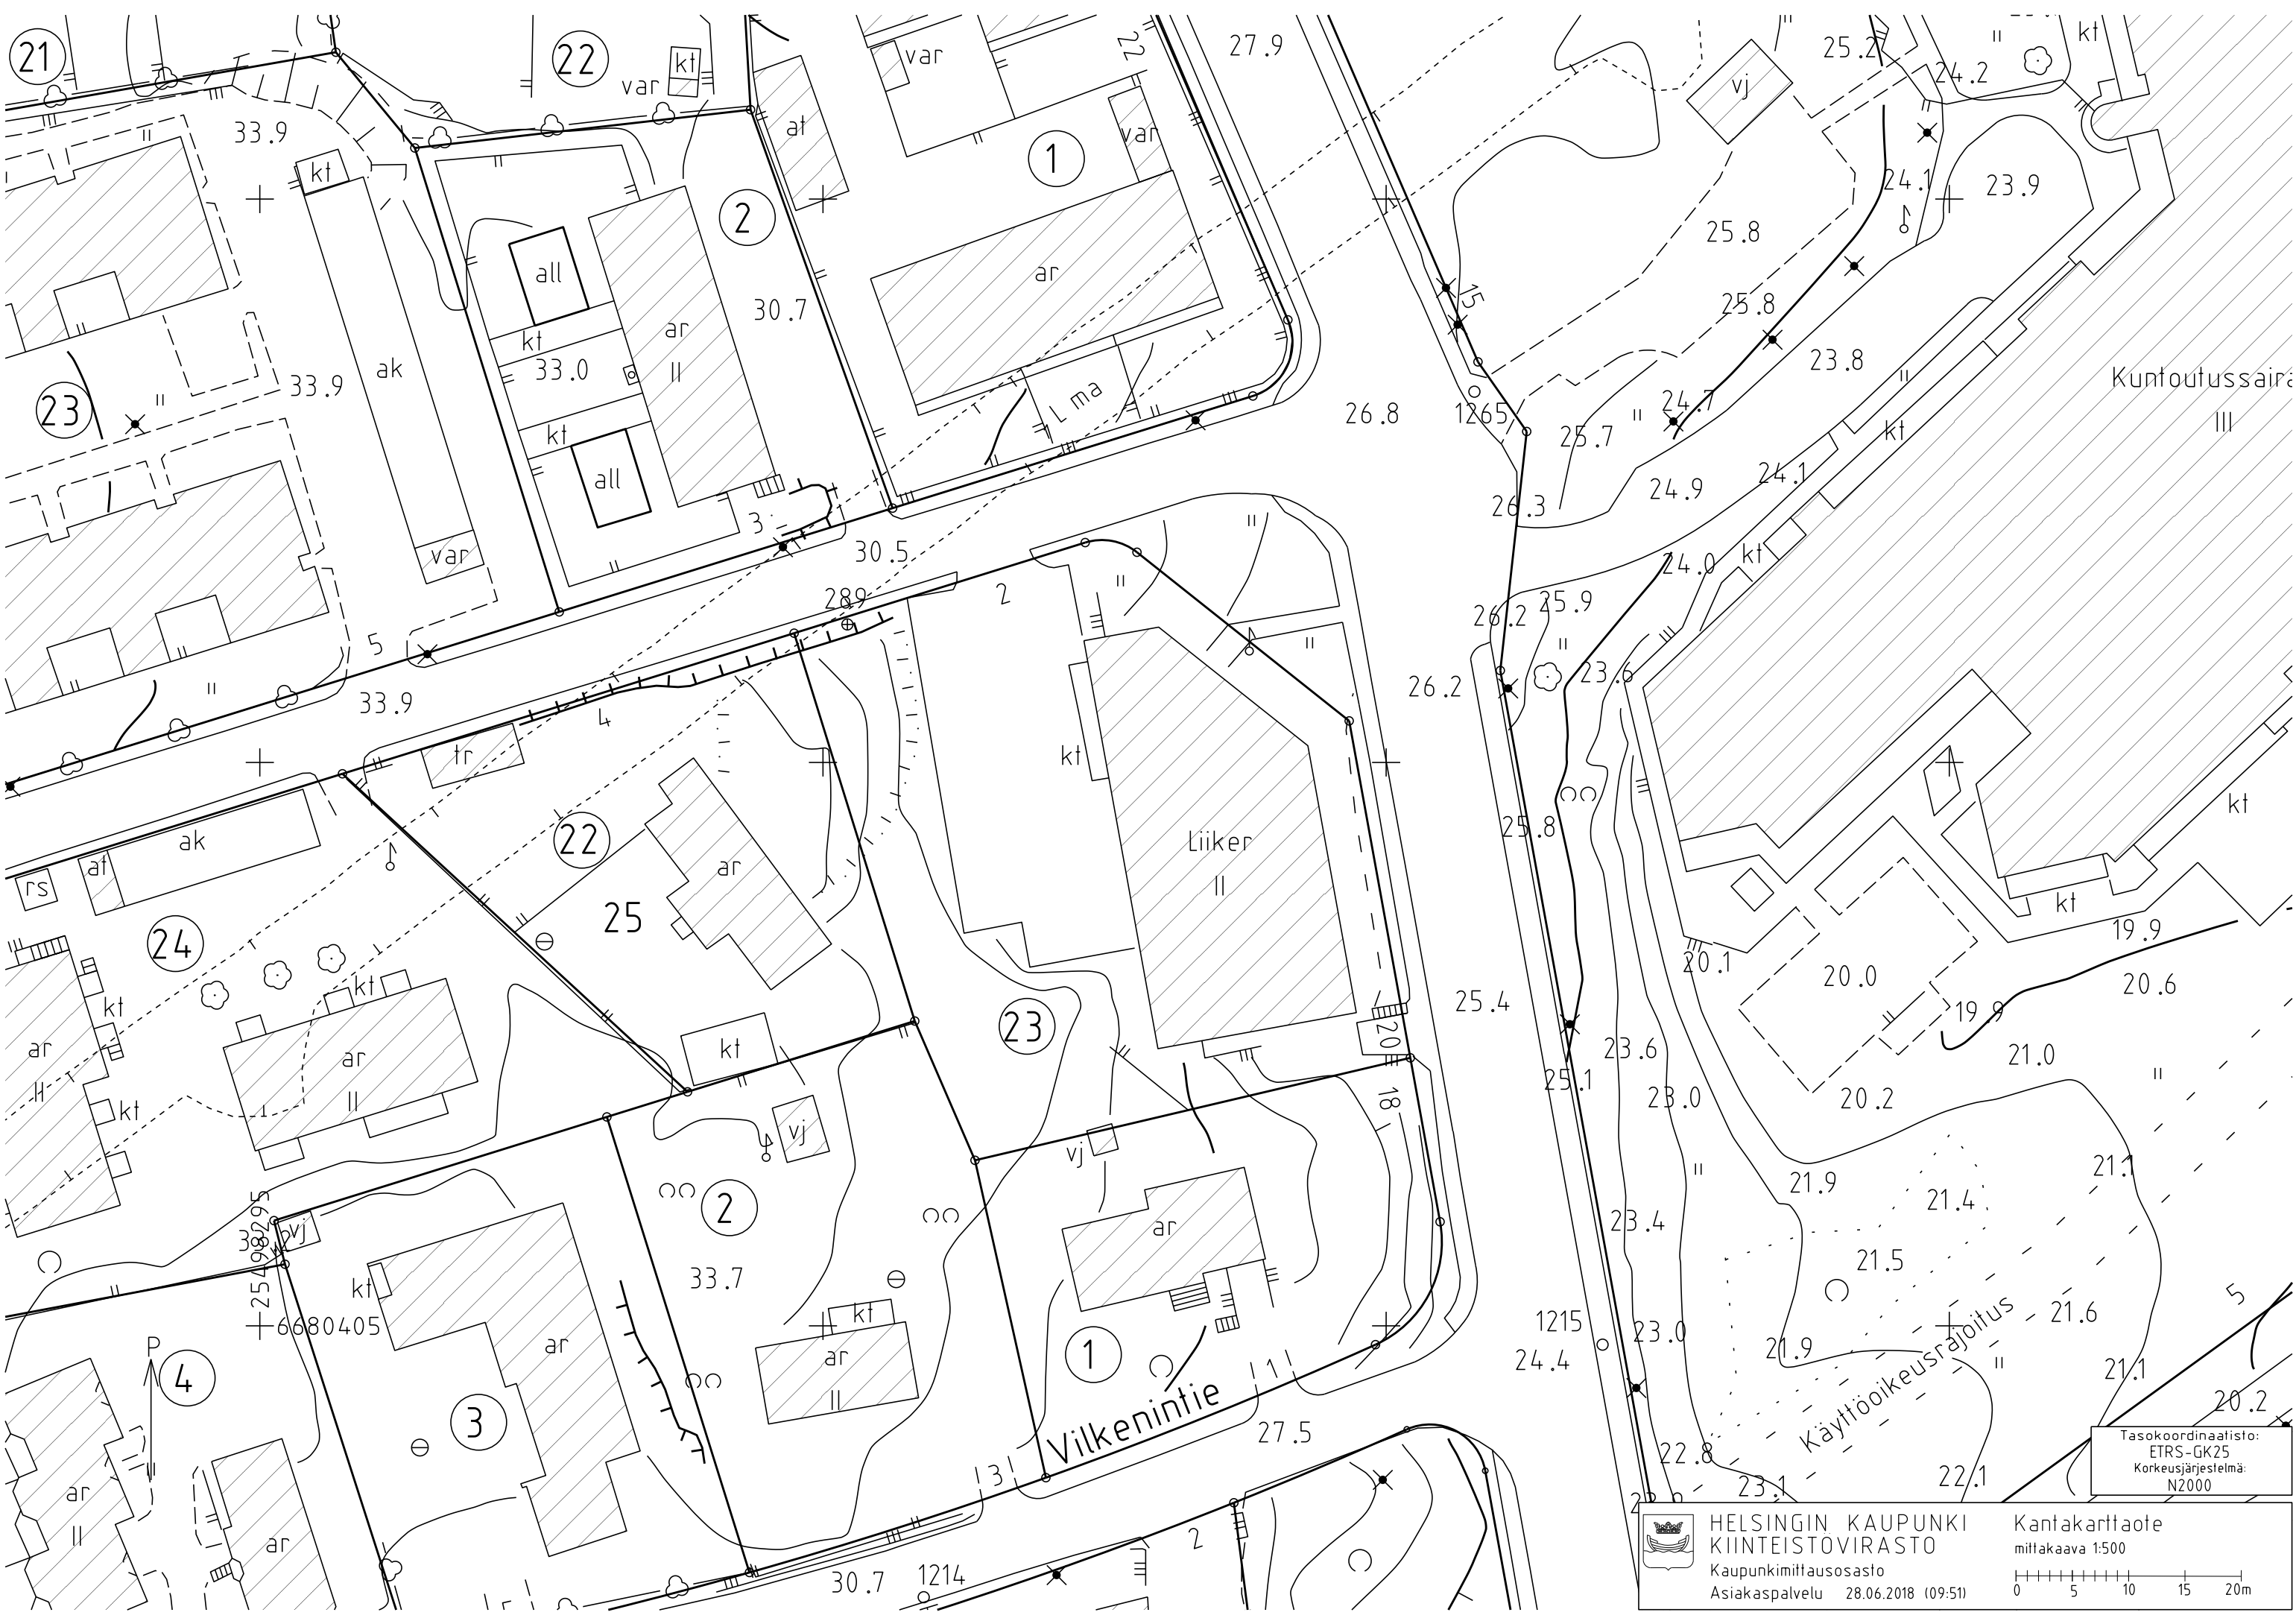 21
22
kt
var
var
22
27.9
25.2
kt
vj
24.2
33.9
at
1
var
kt
2
24.1
23.9
25.8
all
ar
30.7
ar
II
15
25.8
kt
33.0
23.8
ak
33.9
Kuntoutussaira
23
1
ma
24.7
26.8
1265
25.7
III
kt
kt
all
24.1
24.9
26.3
3
var
30.5
kt
24.0
289
2
25.9
26.2
5
23.6
26.2
33.9
4
tr
kt
kt
25.8
22
ak
Liiker
II
at
ar
rs
25
kt
24
19.9
20.1
20.0
20.6
kt
kt
25.4
19.9
23
20
ar
II
ar
II
kt
23.6
21.0
25.1
kt
18
23.0
20.2
vj
vj
21.1
21.9
2
21.4
vj
ar
23.4
25498295
21.5
33.7
kt
5
6680405
kt
1215
23.0
21.6
P
ar
ar
II
1
21.9
Käyttöoikeusrajoitus
24.4
4
21.1
1
20.2
Vilkenintie
3
27.5
22.8
3
23.1
22.1
ar
II
ar
2
30.7
1214
Tasokoordinaatisto:
ETRS-GK25
Korkeusjärjestelmä:
N2000
HELSINGIN KAUPUNKI
KIINTEISTÖVIRASTO
Kaupunkimittausosasto
Asiakaspalvelu 28.06.2018 (09:51)
Kantakarttaote
mittakaava 1:500
0 5 10 15 20m